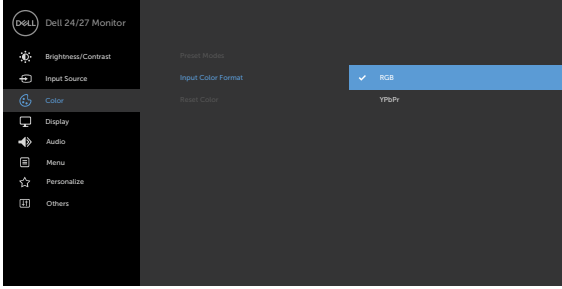 DELL
Dell 24/27 Monitor
Brightness/Contrast
Input Source
Color
Display
Audio
Menu
Personalize
Others
Preset Modes
Input Color Format
Reset Color
RGB
YPbPr